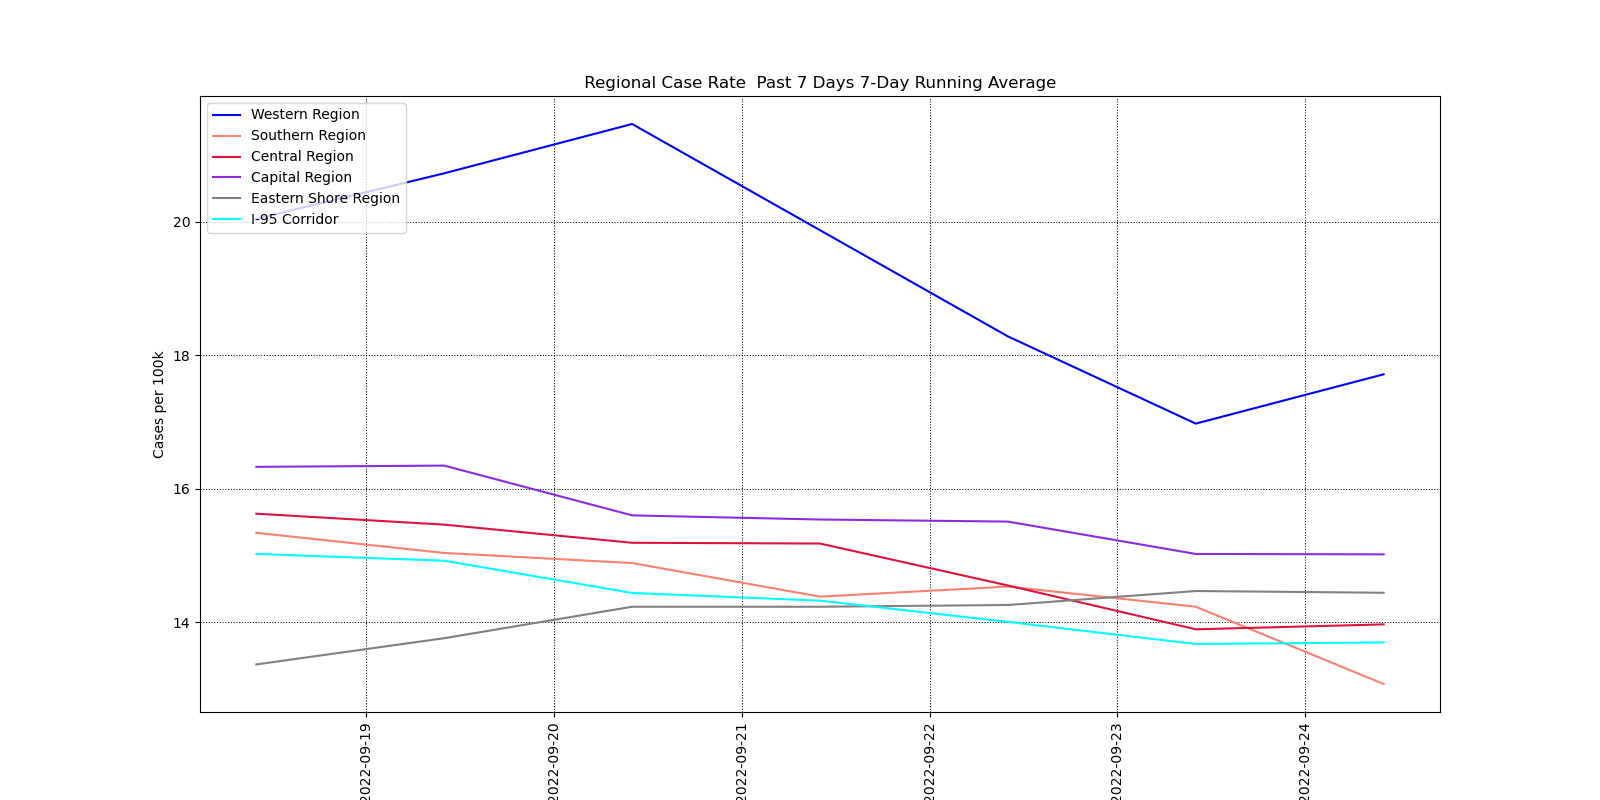 Regional Case Rate  Past 7 Days 7-Day Running Average
Western Region
Southern Region
Central Region
Capital Region
Eastern Shore Region
I-95 Corridor
Cases per 100k
20
18
16
14
2022-09-19
2022-09-20
2022-09-21
2022-09-22
2022-09-23
2022-09-24